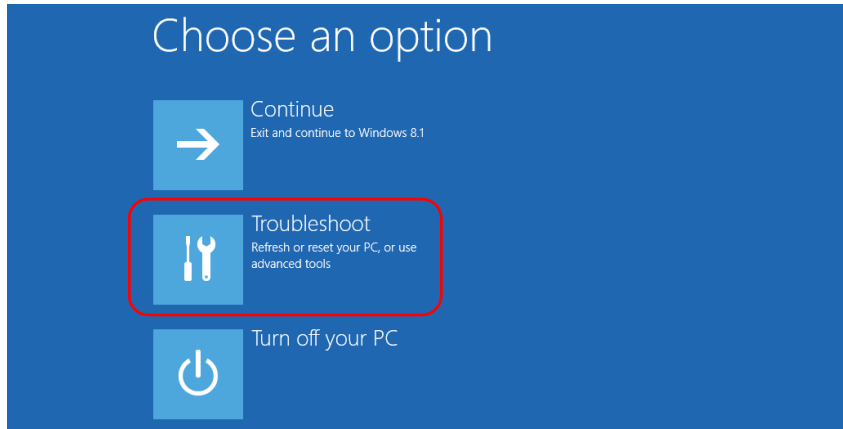 Choose an option
Continue
Exit and continue to Windows 8.1
Troubleshoot
Refresh or reset your PC, or use
advanced tools
Turn off your PC